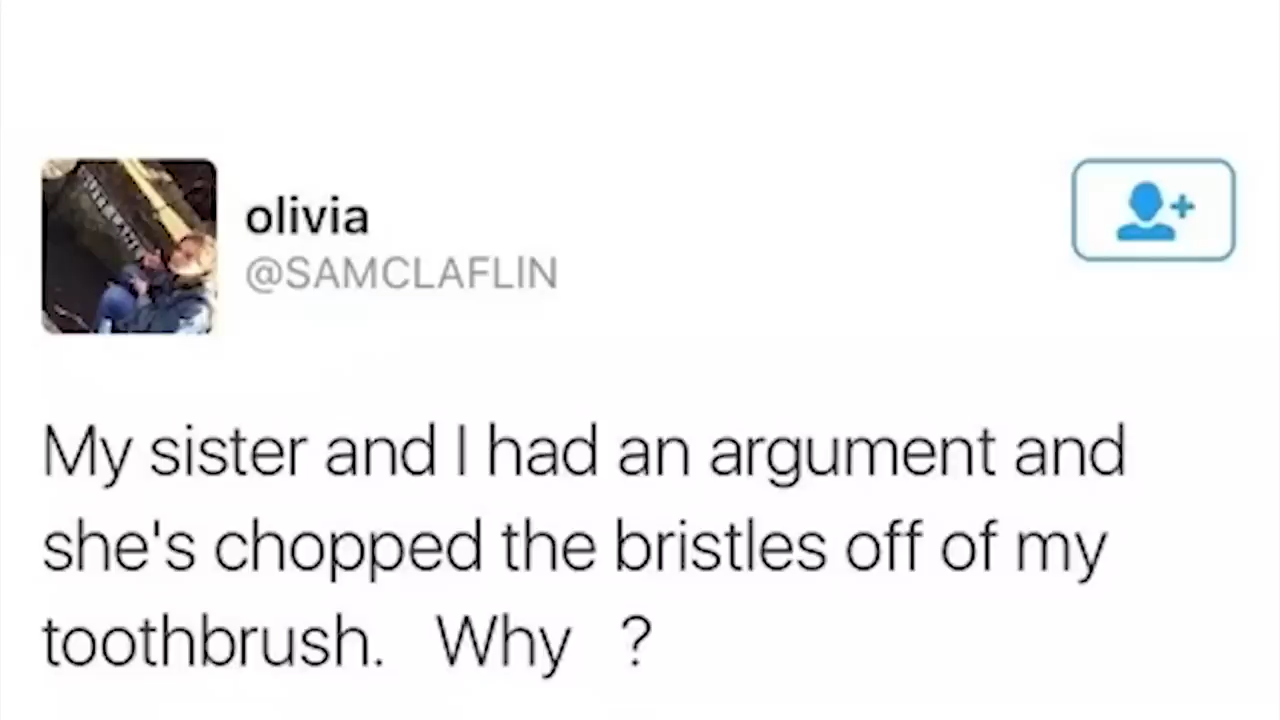 olivia
@SAMCLAFLIN
My sister and I had an argument and
she's chopped the bristles off of my
toothbrush.   Why   ?